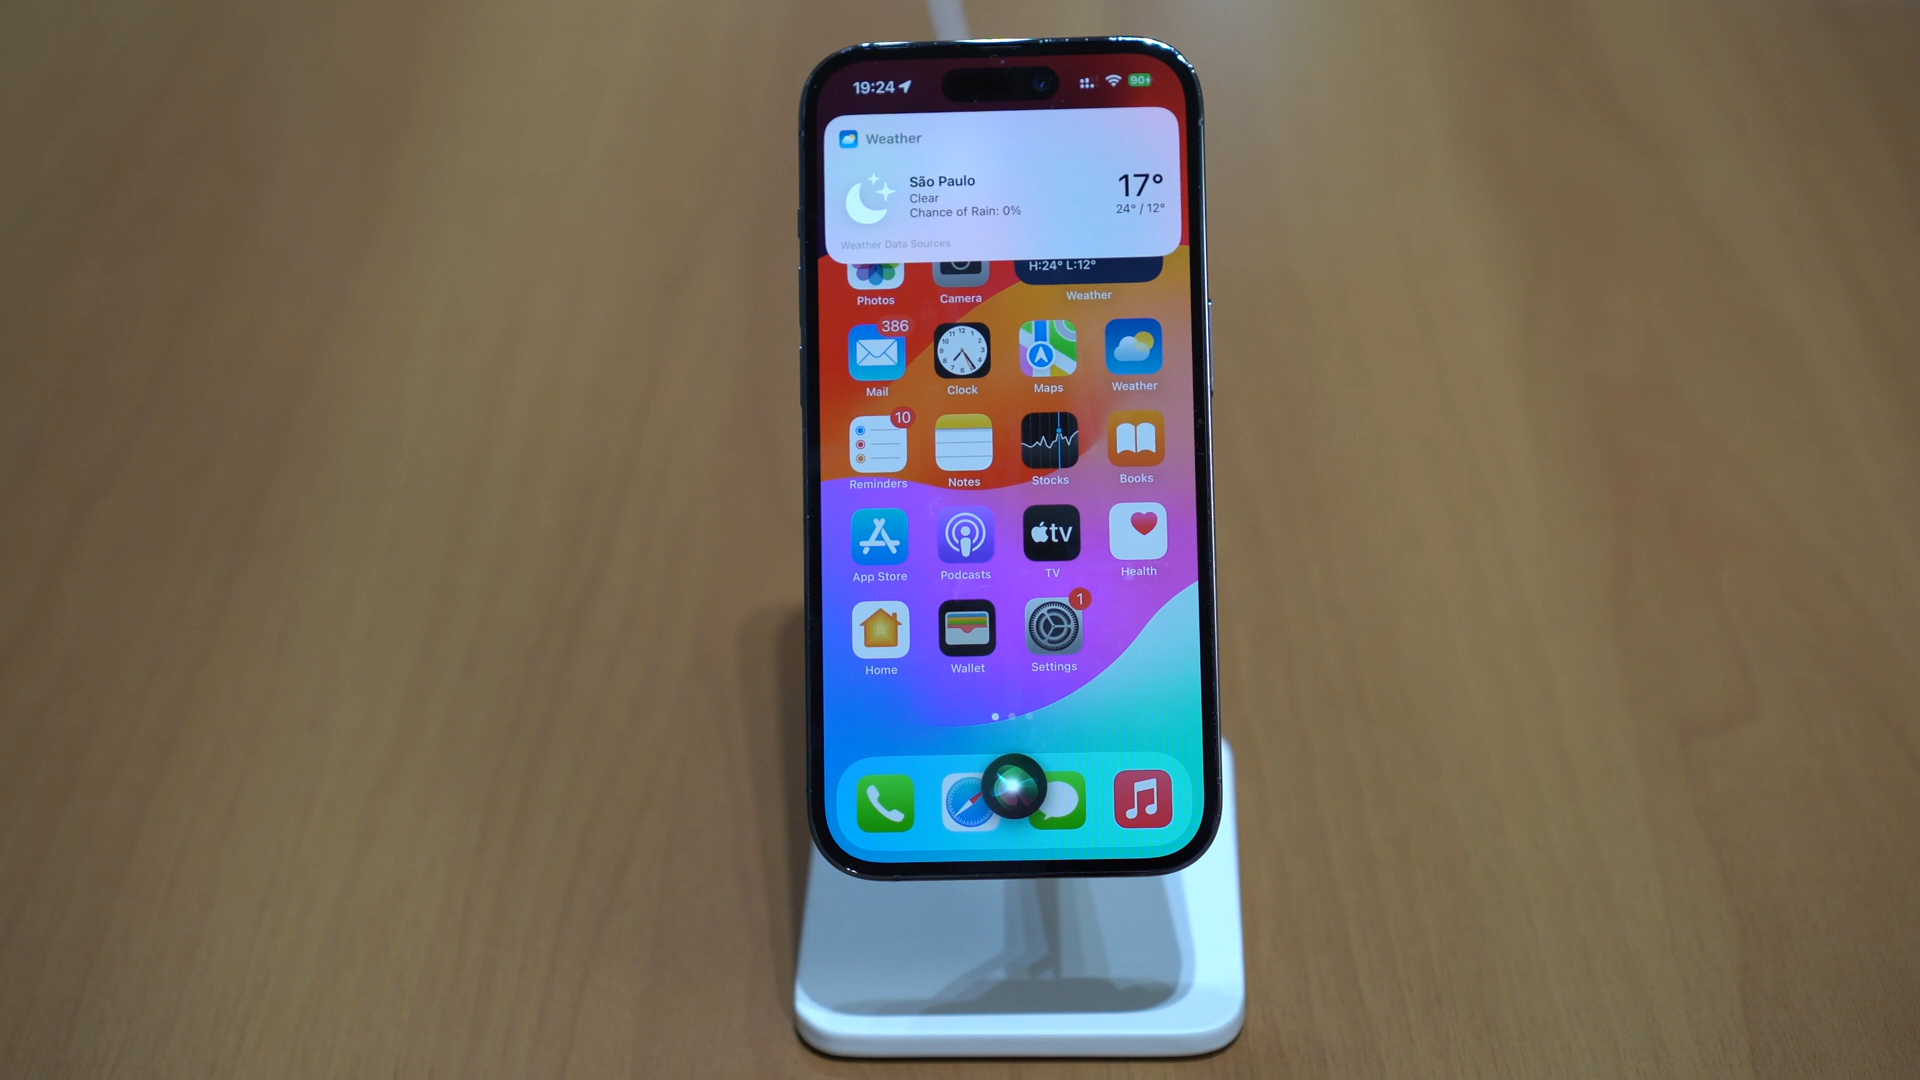 19:24
90
Weather
São Paulo
Clear
Chance of Rain: 0%
17°
24° / 12°
Weather Data Sources
H:24° L:12°
Photos
Camera
Weather
386
Mail
Clock
Maps
Weather
10
Reminders
Notes
Stocks
Books
tv
App Store
Podcasts
TV
Health
1
Home
Wallet
Settings